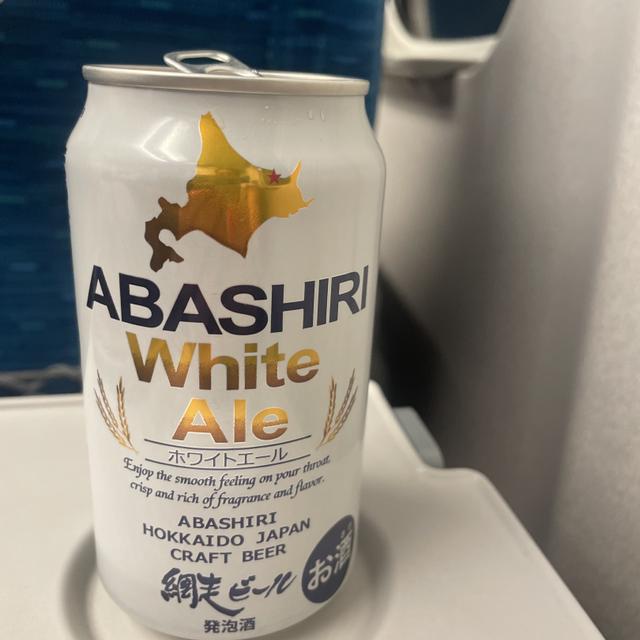 ABASHIRI
White
Ale
ホワイトエール
Enjoy the smooth feeling on pour throat,
crisp and rich of fragrance and flavor.
ABASHIRI
HOKKAIDO JAPAN
CRAFT BEER
網走ビール
お酒
発泡酒